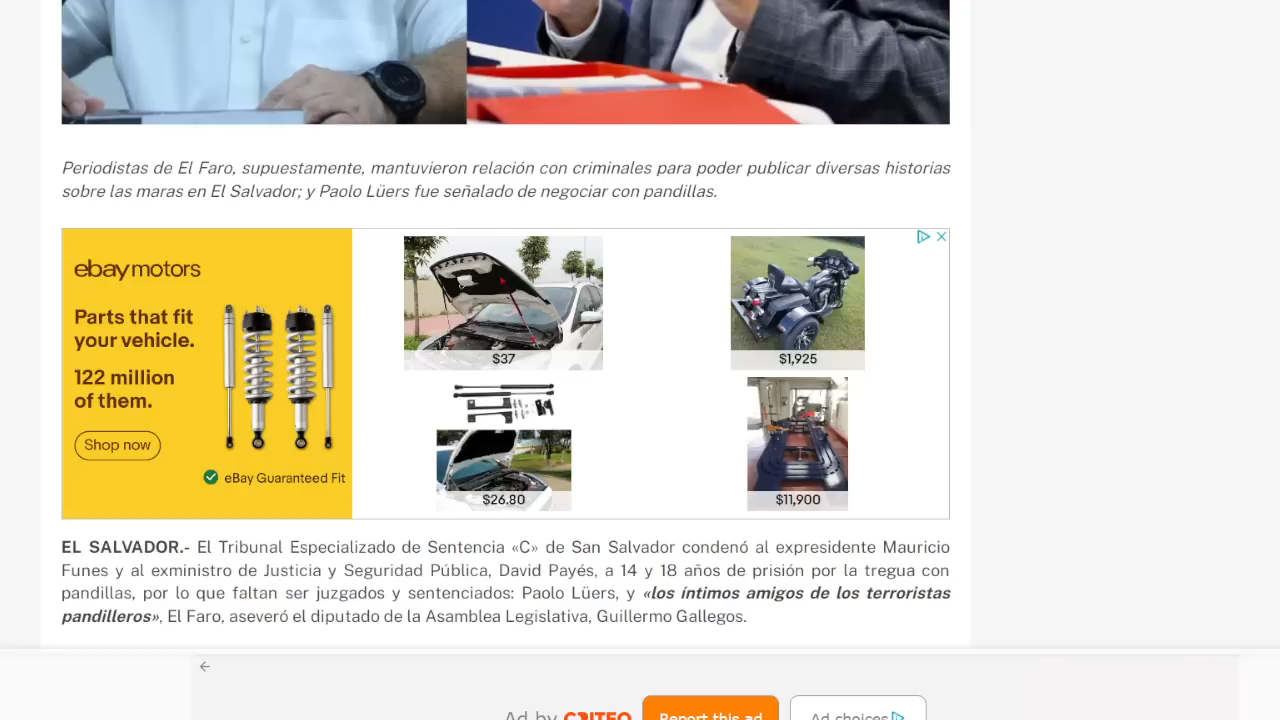 Periodistas de El Faro, supuestamente, mantuvieron relación con criminales para poder publicar diversas historias
sobre las maras en El Salvador; y Paolo Lüers fue señalado de negociar con pandillas.
ebay motors
Parts that fit
your vehicle.
122 million
of them.
Shop now
eBay Guaranteed Fit
$37
$1,925
$26.80
$11,900
EL SALVADOR.- El Tribunal Especializado de Sentencia «C» de San Salvador condenó al expresidente Mauricio
Funes y al exministro de Justicia y Seguridad Pública, David Payés, a 14 y 18 años de prisión por la tregua con
pandillas, por lo que faltan ser juzgados y sentenciados: Paolo Lüers, y «los íntimos amigos de los terroristas
pandilleros», El Faro, aseveró el diputado de la Asamblea Legislativa, Guillermo Gallegos.
Ad by CRITEO
Report this ad
Ad choices